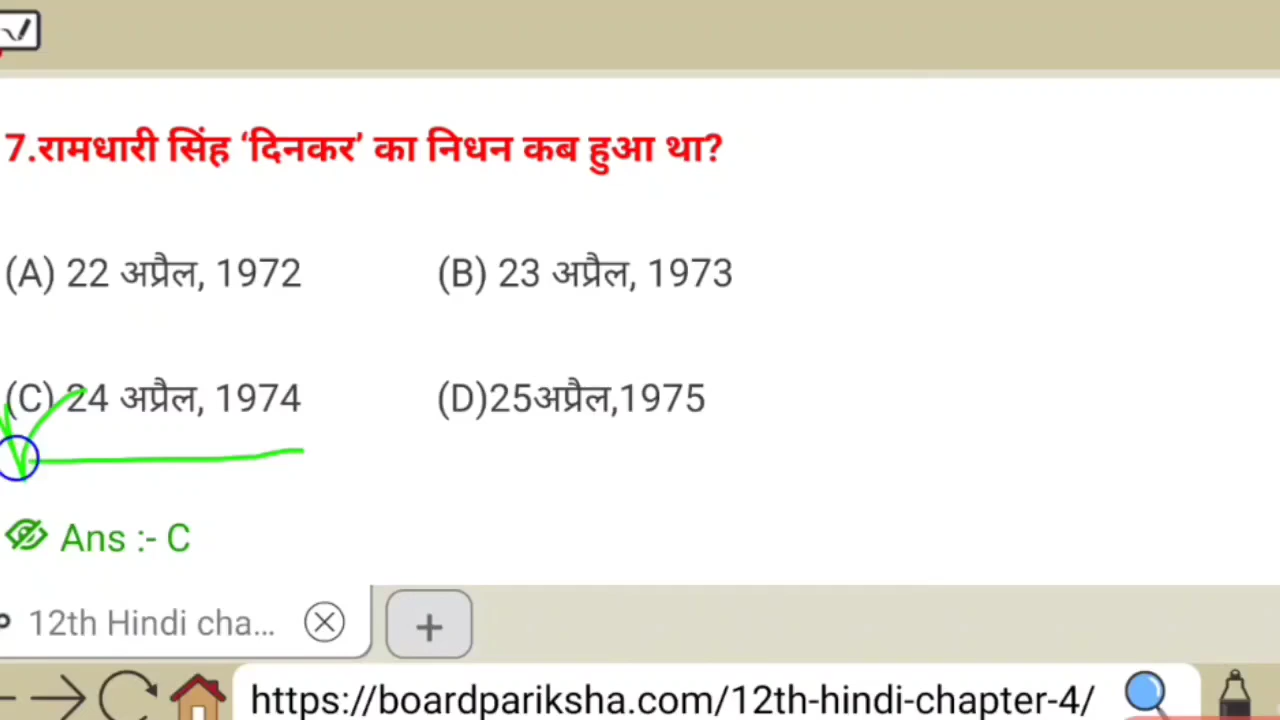 7.रामधारी सिंह ‘दिनकर’ का निधन कब हुआ था?
(A) 22 अप्रैल, 1972 (B) 23 अप्रैल, 1973
(C) 24 अप्रैल, 1974 (D)25अप्रैल,1975
Ans :- C
12th Hindi cha...
https://boardpariksha.com/12th-hindi-chapter-4/